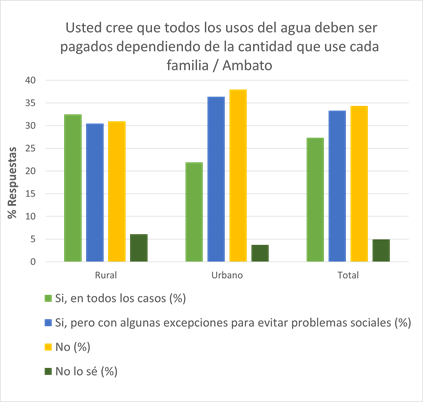 Usted cree que todos los usos del agua deben ser
pagados dependiendo de la cantidad que use cada
familia / Ambato
40
35
30
25
20
15
10
5
0
% Respuestas
Rural
Urbano
Total
Si, en todos los casos (%)
Si, pero con algunas excepciones para evitar problemas sociales (%)
No (%)
No lo sé (%)